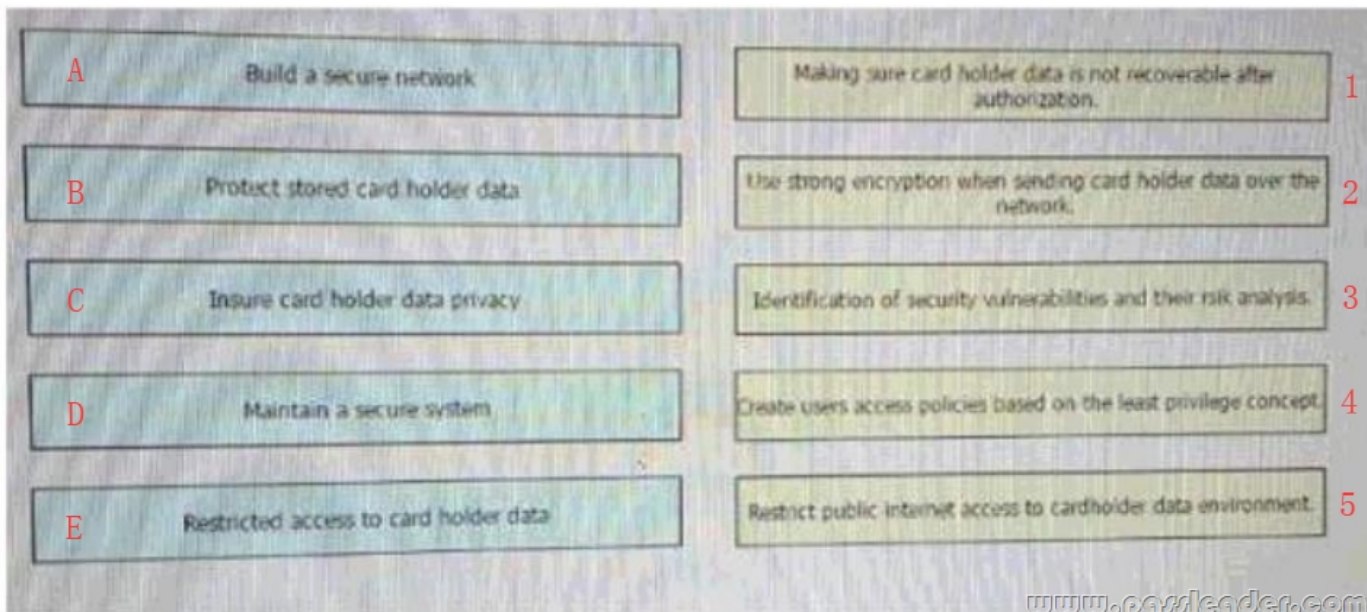 A Build a secure network
Making sure card holder data is not recoverable after
authorization. 1
B Protect stored card holder data
Use strong encryption when sending card holder data over the
network. 2
C Insure card holder data privacy
Identification of security vulnerabilities and their risk analysis. 3
D Maintain a secure system
Create users access policies based on the least privilege concept. 4
E Restricted access to card holder data
Restrict public internet access to cardholder data environment. 5
www.passleader.com